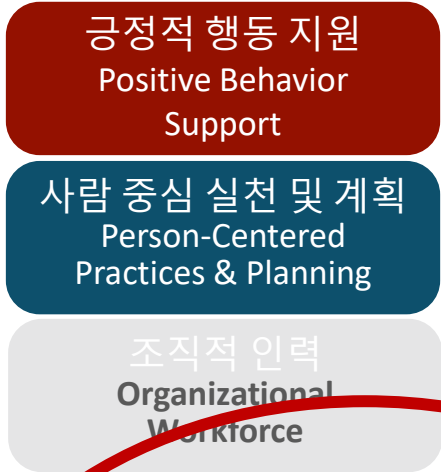 긍정적 행동 지원
Positive Behavior
Support
사람 중심 실천 및 계획
Person-Centered
Practices & Planning
조직적 인력
Organizational
Workforce